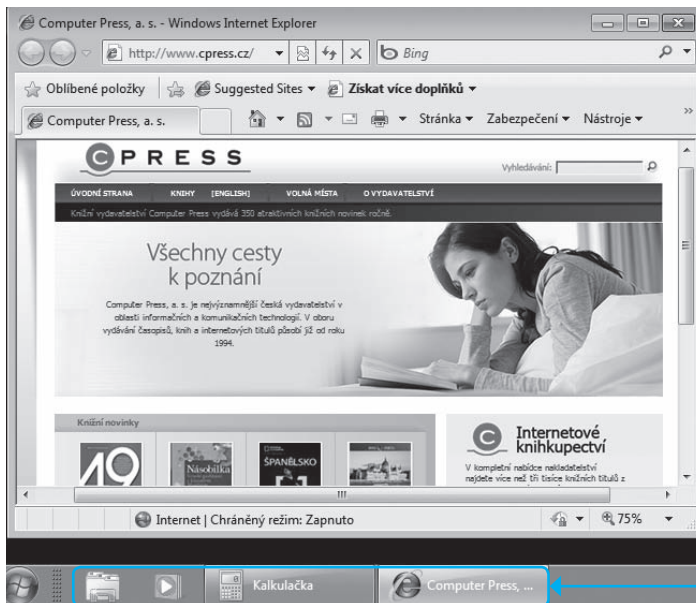 Computer Press, a. s. - Windows Internet Explorer
http://www.cpress.cz/
Bing
Oblíbené položky
Suggested Sites
Získat více doplňků
Computer Press, a. s.
Stránka
Zabezpečení
Nástroje
»
CPRESS
Vyhledávání:
ÚVODNÍ STRANA
KNIHY
[ENGLISH]
VOLNÁ MÍSTA
O VYDAVATELSTVÍ
Knižní vydavatelství Computer Press vydává 350 atraktivních knižních novinek ročně.
Všechny cesty
k poznání
Computer Press, a. s. je nejvýznamnější česká vydavatelství v
oblasti informačních a komunikačních technologií. V oboru
vydávání časopisů, knih a internetových titulů působí již od roku
1994.
Knižní novinky
49
Násobilka
ŠPANĚLSKO
C
Internetové
knihkupectví
V kompletní nabídce nakladatelství
najdete více než tři tisíce knižních titulů z
Internet | Chráněný režim: Zapnuto
75%
Kalkulačka
Computer Press, ...